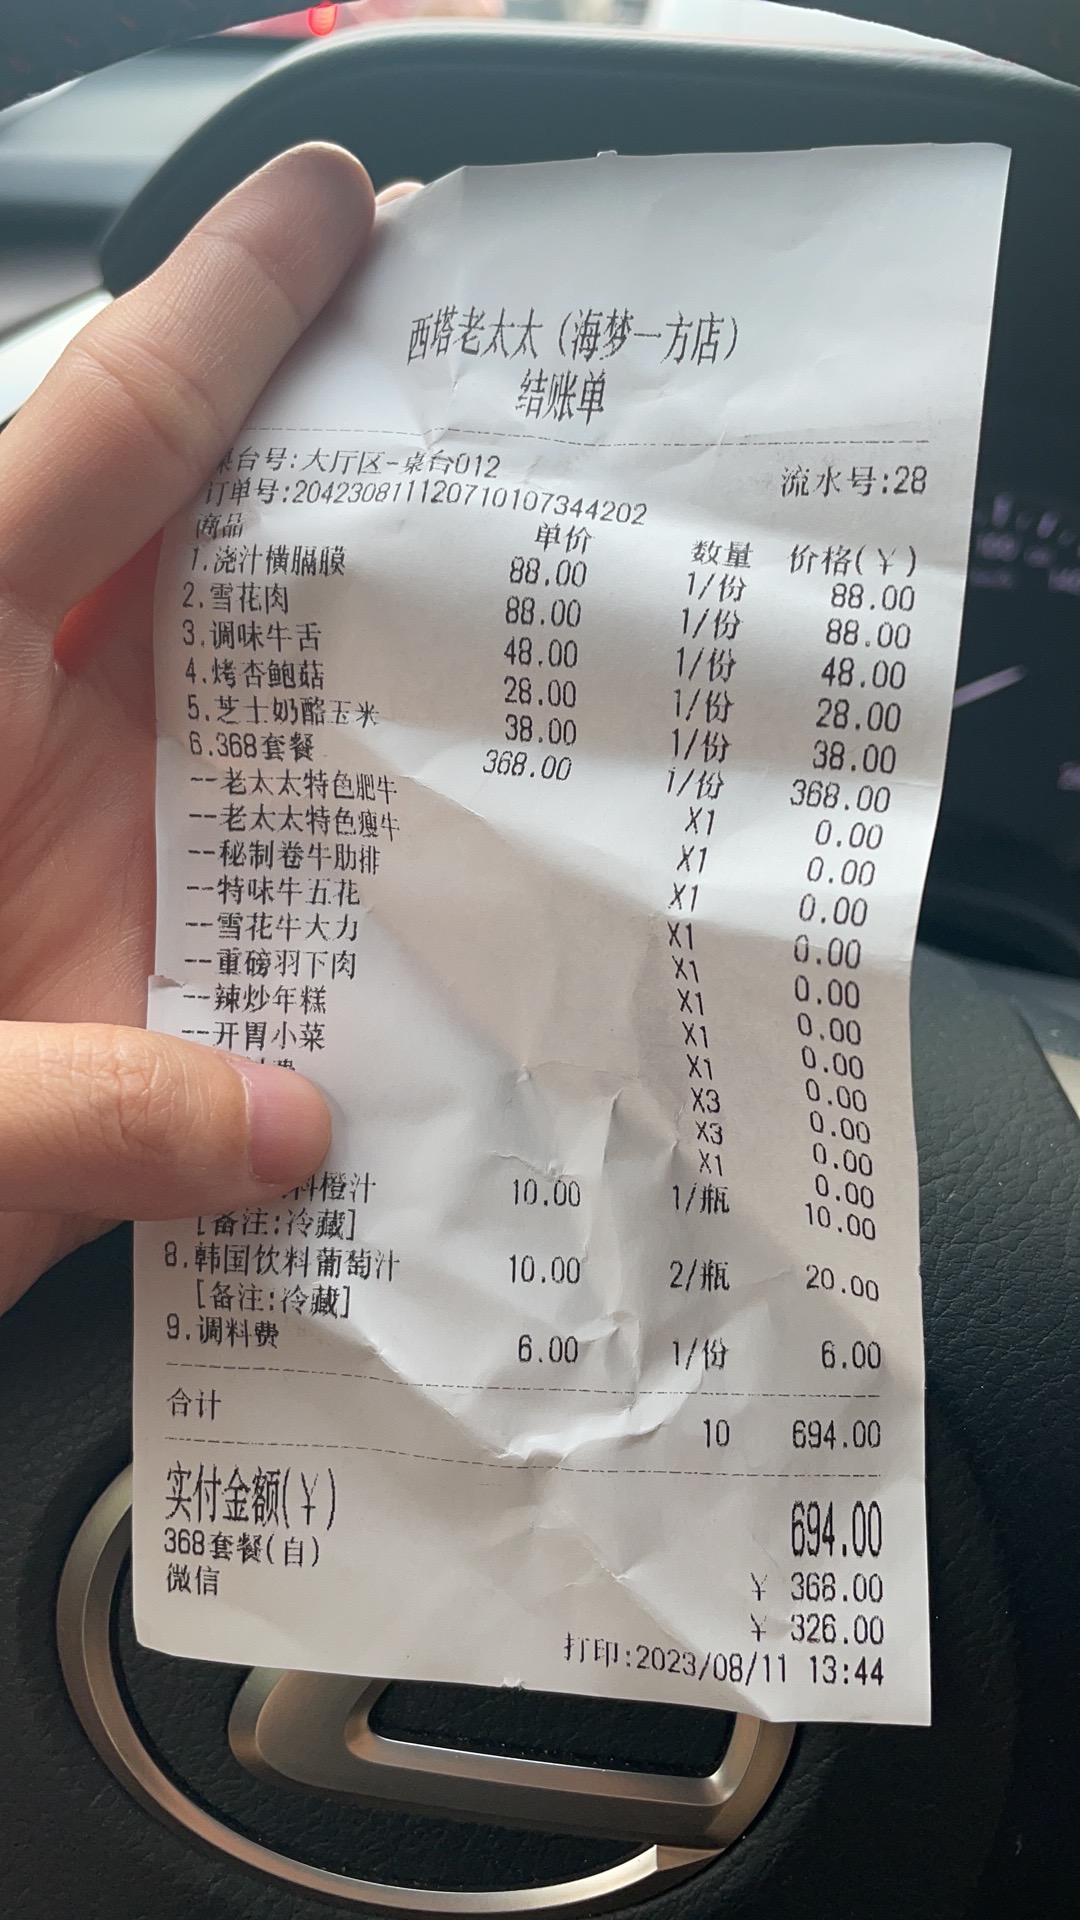 西塔老太太（海梦一方店）
结账单
台号:大厅区-桌台012 流水号:28
订单号:204230811120710107344202
商品 单价 数量 价格(￥)
1.浇汁横膈膜 88.00 1/份 88.00
2.雪花肉 88.00 1/份 88.00
3.调味牛舌 48.00 1/份 48.00
4.烤杏鲍菇 28.00 1/份 28.00
5.芝士奶酪玉米 38.00 1/份 38.00
6.368套餐 368.00 1/份 368.00
--老太太特色肥牛 X1 0.00
--老太太特色瘦牛 X1 0.00
--秘制卷牛肋排 X1 0.00
--特味牛五花 X1 0.00
--雪花牛大力 X1 0.00
--重磅羽下肉 X1 0.00
--辣炒年糕 X1 0.00
--开胃小菜 X1 0.00
X3 0.00
X3 0.00
X1 0.00
料橙汁 10.00 1/瓶 10.00
[备注:冷藏]
8.韩国饮料葡萄汁 10.00 2/瓶 20.00
[备注:冷藏]
9.调料费 6.00 1/份 6.00
合计 10 694.00
实付金额(￥) 694.00
368套餐(自) ￥ 368.00
微信 ￥ 326.00
打印:2023/08/11 13:44